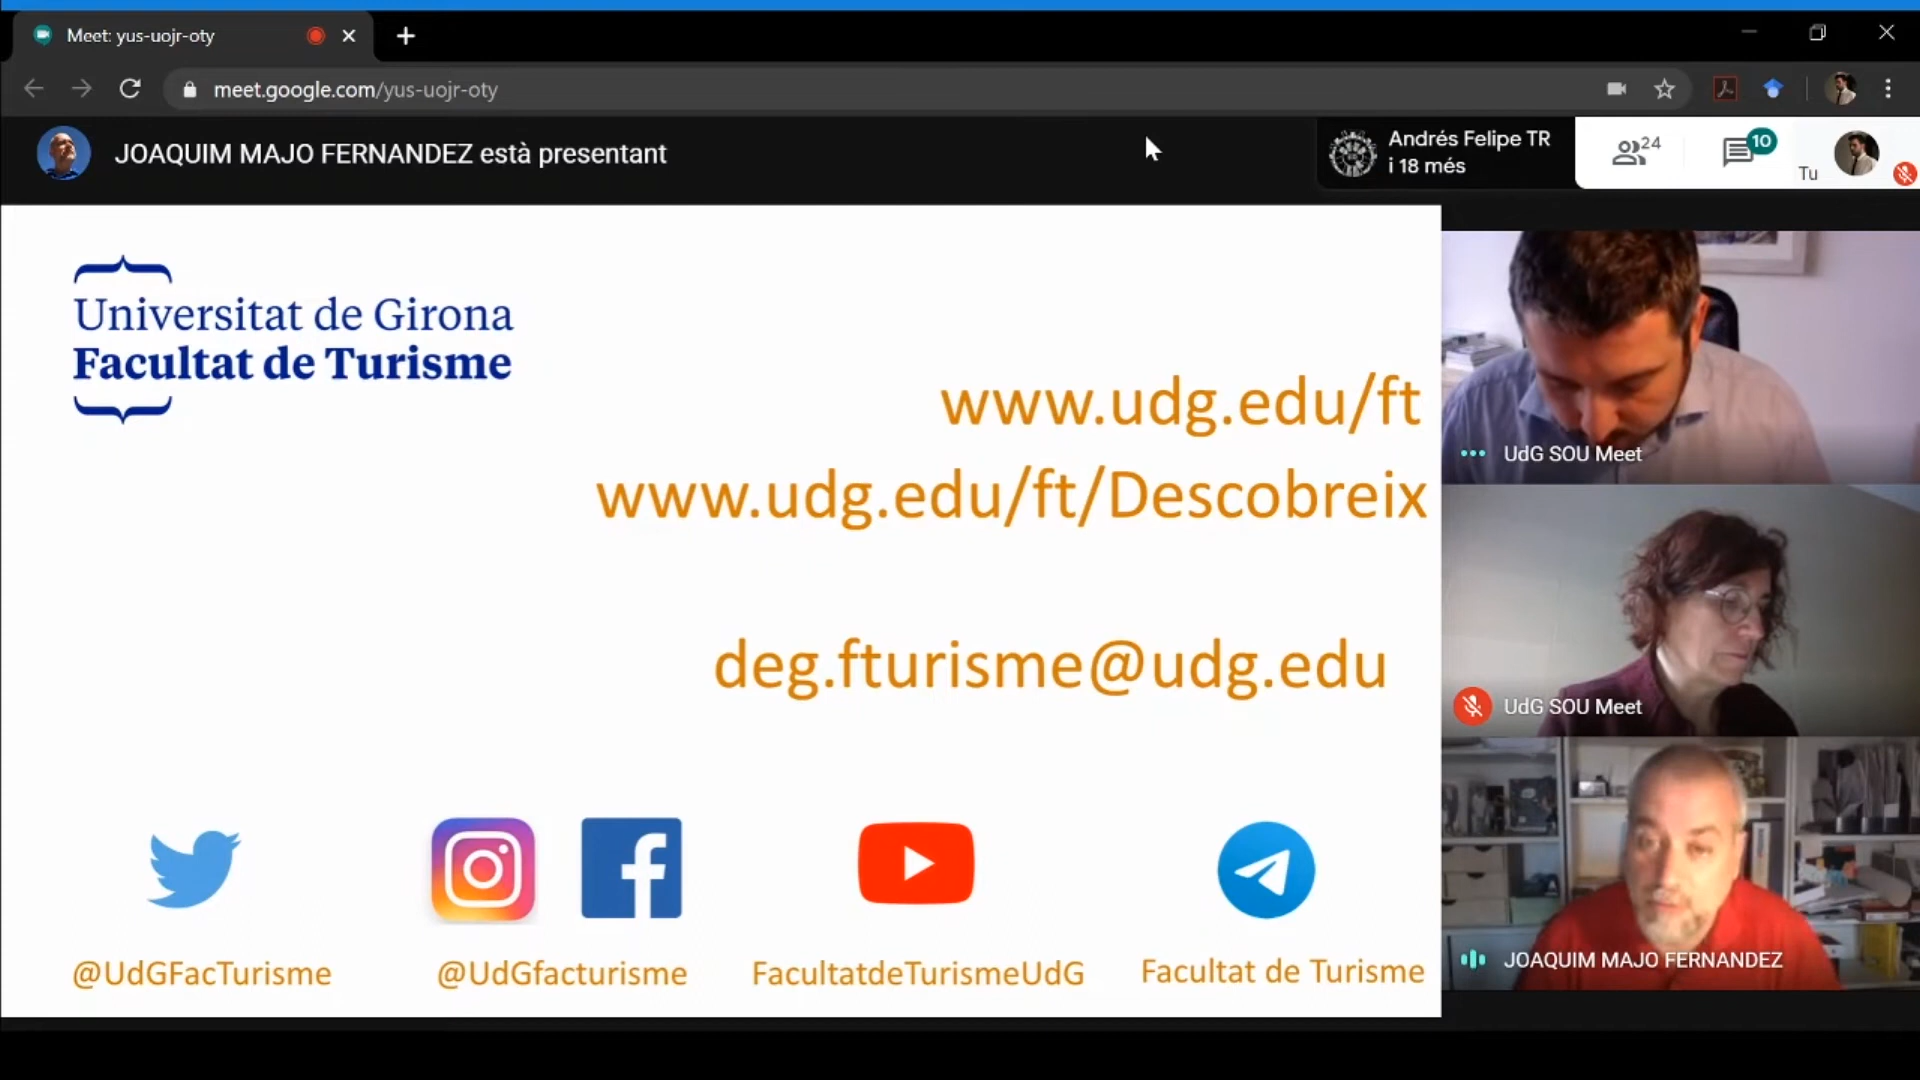 Meet: yus-uojr-oty
meet.google.com/yus-uojr-oty
JOAQUIM MAJO FERNANDEZ està presentant
Andrés Felipe TR
i 18 més
24
10
Tu
Universitat de Girona
Facultat de Turisme
www.udg.edu/ft
www.udg.edu/ft/Descobreix
deg.fturisme@udg.edu
@UdGFacTurisme
@UdGfacturisme
FacultatdeTurismeUdG
Facultat de Turisme
UdG SOU Meet
UdG SOU Meet
JOAQUIM MAJO FERNANDEZ